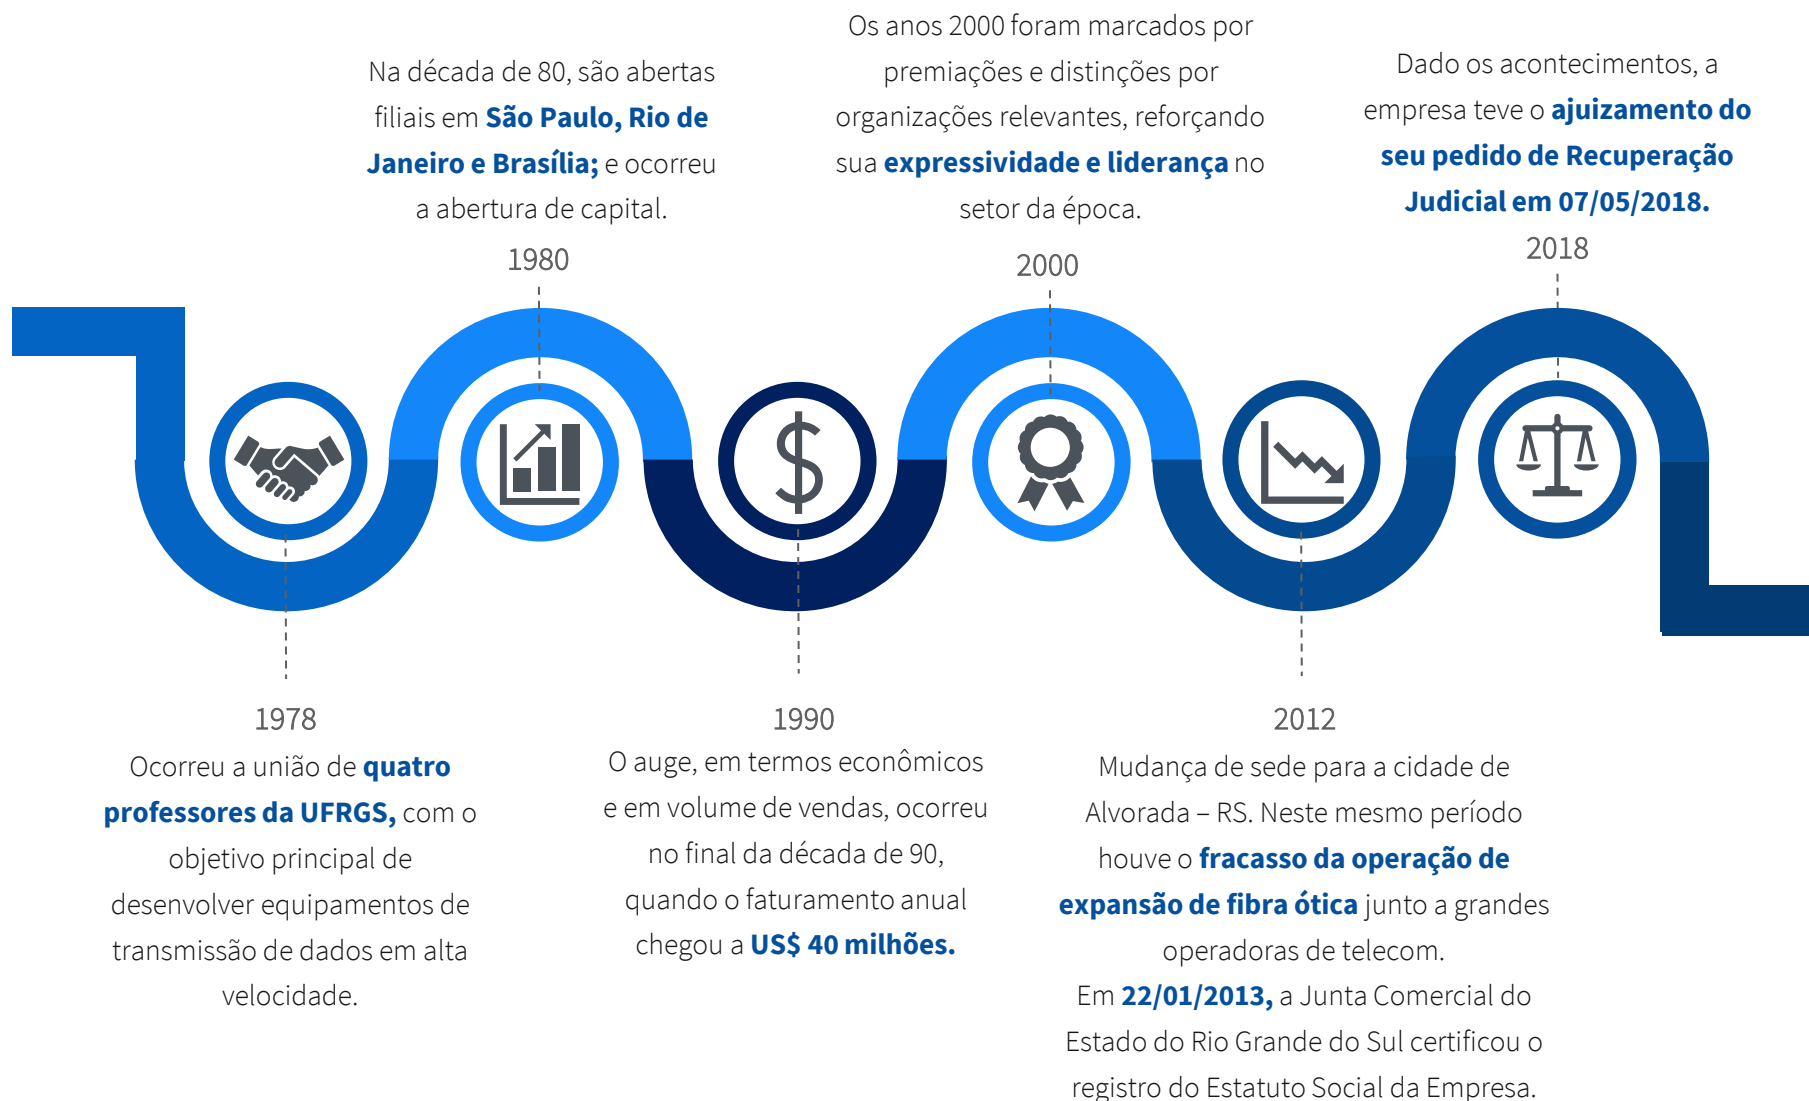 Na década de 80, são abertas
filiais em São Paulo, Rio de
Janeiro e Brasília; e ocorreu
a abertura de capital.
1980
Os anos 2000 foram marcados por
premiações e distinções por
organizações relevantes, reforçando
sua expressividade e liderança no
setor da época.
2000
Dado os acontecimentos, a
empresa teve o ajuizamento do
seu pedido de Recuperação
Judicial em 07/05/2018.
2018
1978
Ocorreu a união de quatro
professores da UFRGS, com o
objetivo principal de
desenvolver equipamentos de
transmissão de dados em alta
velocidade.
1990
O auge, em termos econômicos
e em volume de vendas, ocorreu
no final da década de 90,
quando o faturamento anual
chegou a US$ 40 milhões.
2012
Mudança de sede para a cidade de
Alvorada – RS. Neste mesmo período
houve o fracasso da operação de
expansão de fibra ótica junto a grandes
operadoras de telecom.
Em 22/01/2013, a Junta Comercial do
Estado do Rio Grande do Sul certificou o
registro do Estatuto Social da Empresa.